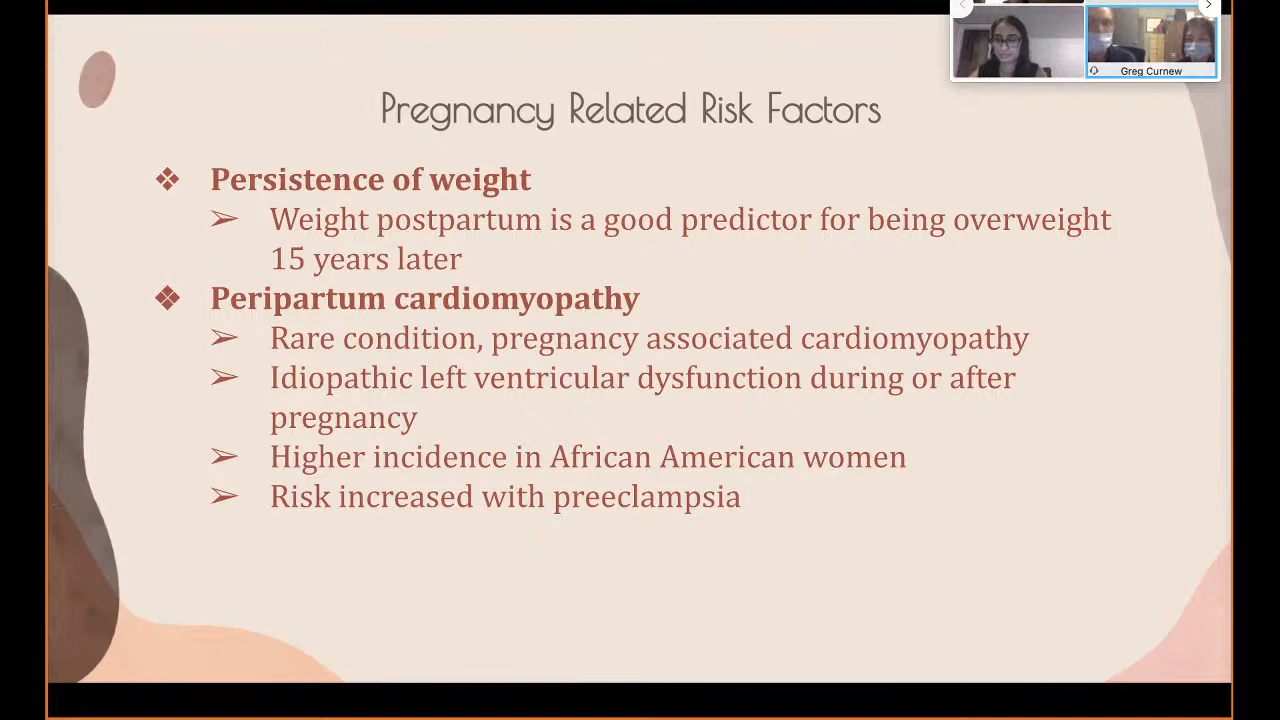 Greg Curnew
Pregnancy Related Risk Factors
Persistence of weight
Weight postpartum is a good predictor for being overweight
15 years later
Peripartum cardiomyopathy
Rare condition, pregnancy associated cardiomyopathy
Idiopathic left ventricular dysfunction during or after
pregnancy
Higher incidence in African American women
Risk increased with preeclampsia